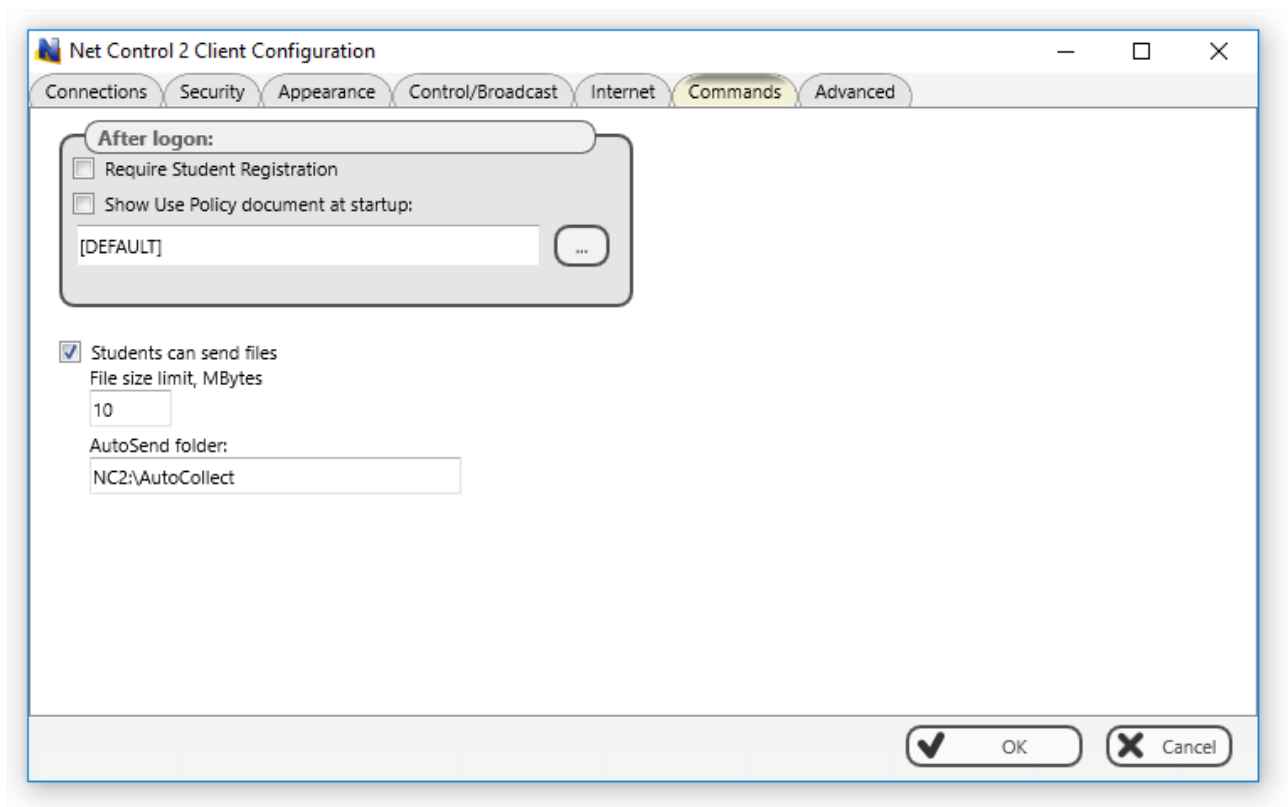 Net Control 2 Client Configuration
Connections Security Appearance Control/Broadcast Internet Commands Advanced
After logon:
Require Student Registration
Show Use Policy document at startup:
[DEFAULT] ...
Students can send files
File size limit, MBytes
10
AutoSend folder:
NC2:\AutoCollect
OK Cancel